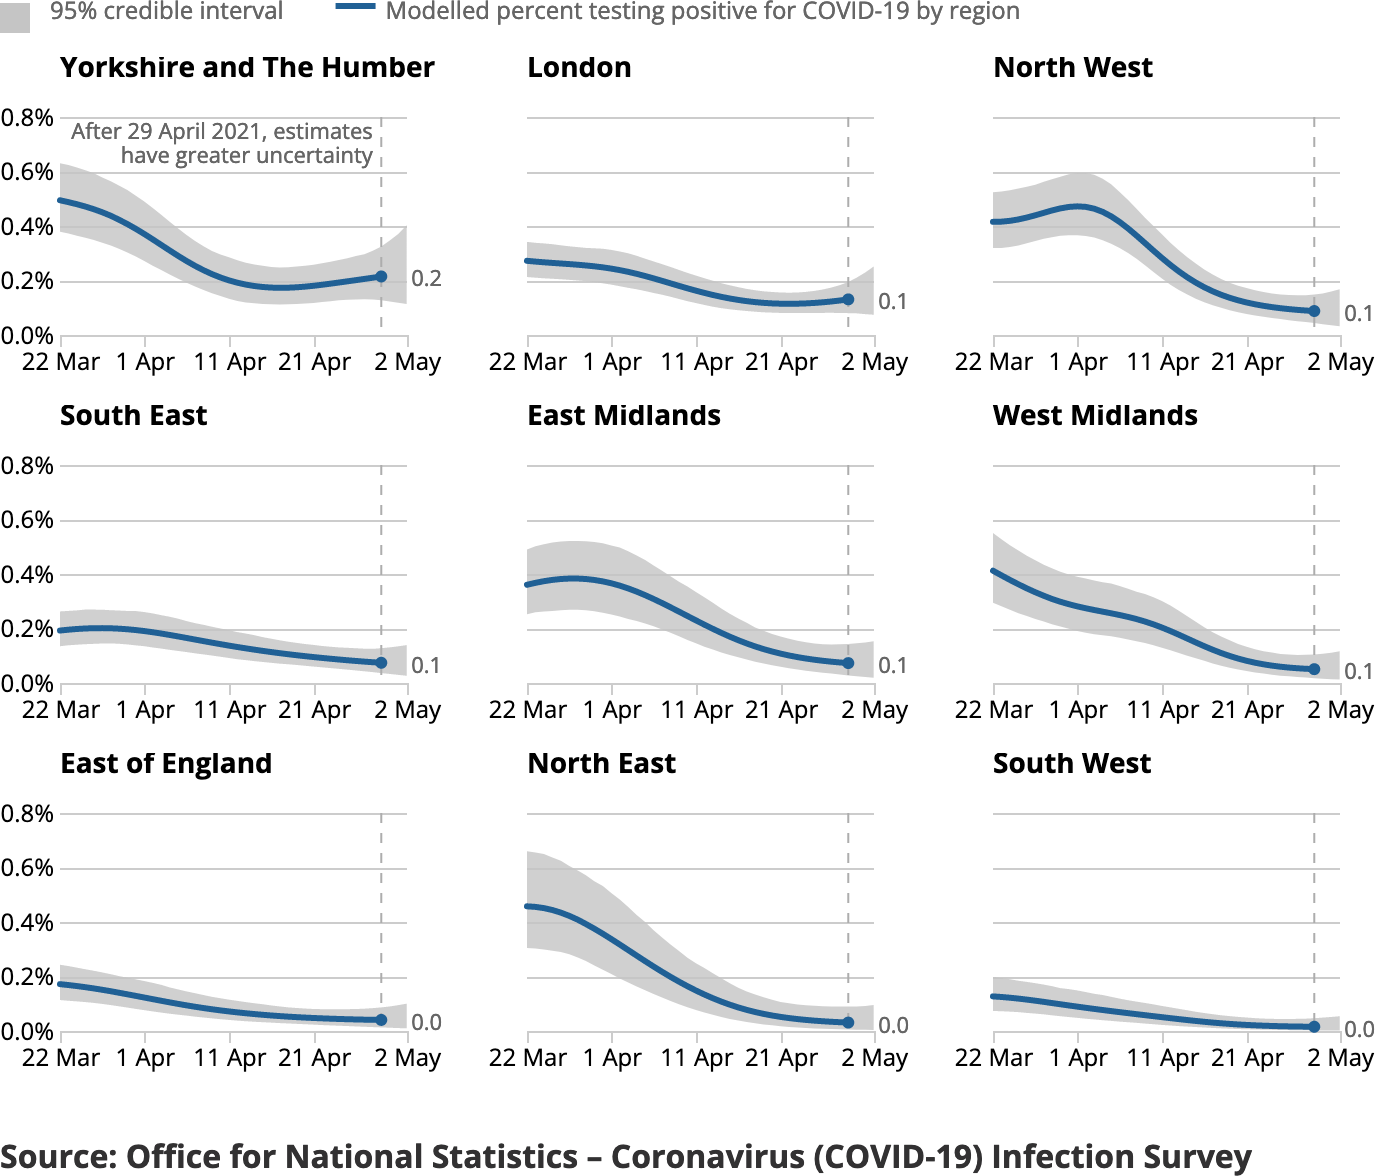 95% credible interval
Modelled percent testing positive for COVID-19 by region
Yorkshire and The Humber
London
North West
0.8%
0.6%
0.4%
0.2%
0.0%
After 29 April 2021, estimates
have greater uncertainty
0.2
0.1
0.1
22 Mar 1 Apr 11 Apr 21 Apr 2 May
22 Mar 1 Apr 11 Apr 21 Apr 2 May
22 Mar 1 Apr 11 Apr 21 Apr 2 May
South East
East Midlands
West Midlands
0.8%
0.6%
0.4%
0.2%
0.0%
0.1
0.1
0.1
22 Mar 1 Apr 11 Apr 21 Apr 2 May
22 Mar 1 Apr 11 Apr 21 Apr 2 May
22 Mar 1 Apr 11 Apr 21 Apr 2 May
East of England
North East
South West
0.8%
0.6%
0.4%
0.2%
0.0%
0.0
0.0
0.0
22 Mar 1 Apr 11 Apr 21 Apr 2 May
22 Mar 1 Apr 11 Apr 21 Apr 2 May
22 Mar 1 Apr 11 Apr 21 Apr 2 May
Source: Office for National Statistics – Coronavirus (COVID-19) Infection Survey